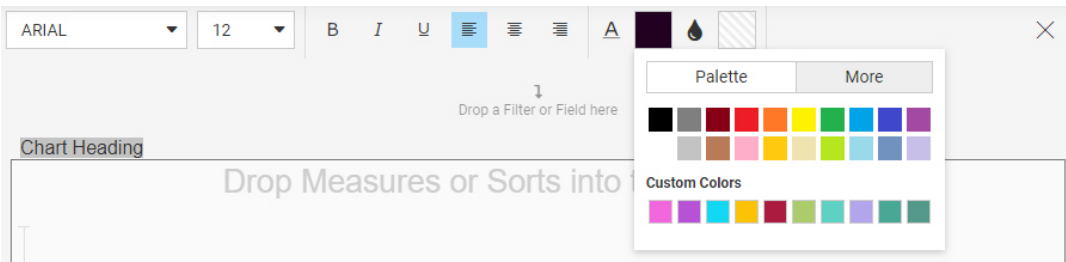 ARIAL 12 B I U A
Palette More
Drop a Filter or Field here
Chart Heading
Drop Measures or Sorts into
Custom Colors